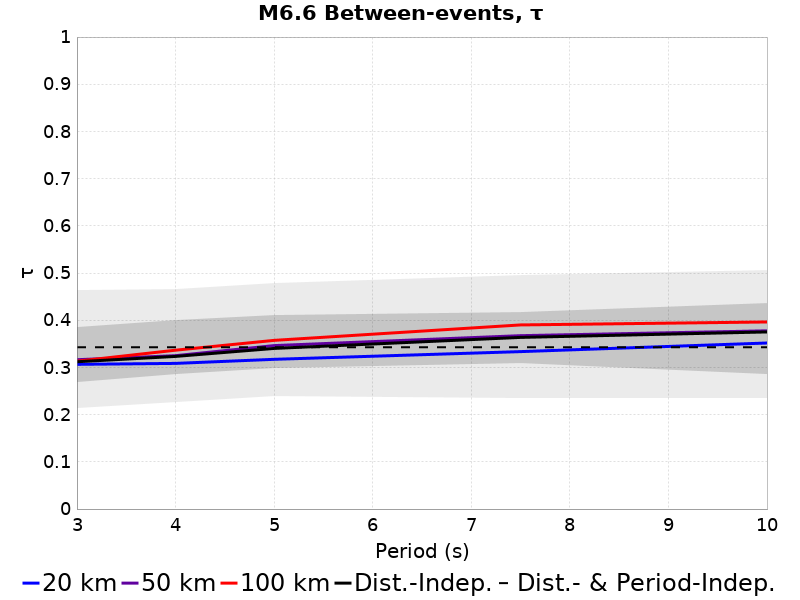 M6.6 Between-events, τ
1
0.9
0.8
0.7
0.6
0.5
0.4
0.3
0.2
0.1
0
τ
3 4 5 6 7 8 9 10
Period (s)
20 km 50 km 100 km Dist.-Indep. Dist.- & Period-Indep.